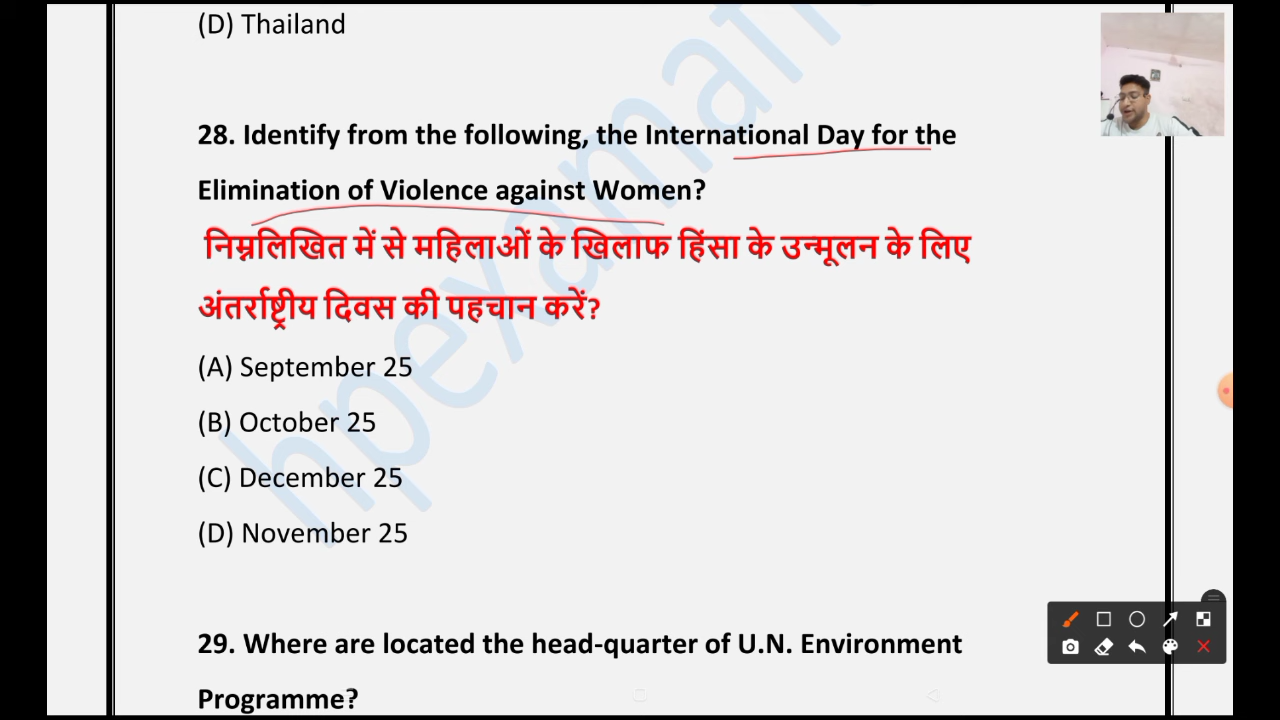 (D) Thailand
28. Identify from the following, the International Day for the
Elimination of Violence against Women?
निम्नलिखित में से महिलाओं के खिलाफ हिंसा के उन्मूलन के लिए
अंतर्राष्ट्रीय दिवस की पहचान करें?
(A) September 25
(B) October 25
(C) December 25
(D) November 25
29. Where are located the head-quarter of U.N. Environment
Programme?